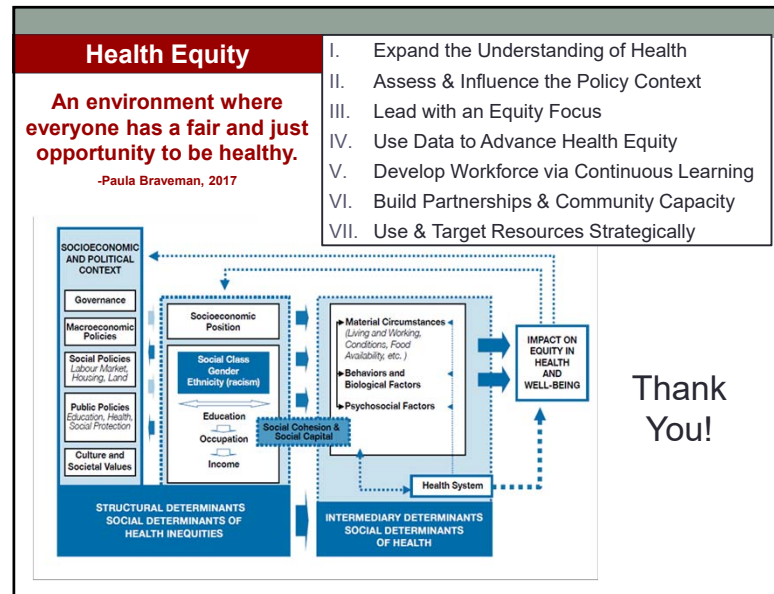 Health Equity
An environment where
everyone has a fair and just
opportunity to be healthy.
-Paula Braveman, 2017
I. Expand the Understanding of Health
II. Assess & Influence the Policy Context
III. Lead with an Equity Focus
IV. Use Data to Advance Health Equity
V. Develop Workforce via Continuous Learning
VI. Build Partnerships & Community Capacity
VII. Use & Target Resources Strategically
SOCIOECONOMIC
AND POLITICAL
CONTEXT
Governance
Macroeconomic
Policies
Social Policies
Labour Market,
Housing, Land
Public Policies
Education, Health,
Social Protection
Culture and
Societal Values
Socioeconomic
Position
Social Class
Gender
Ethnicity (racism)
Education
Occupation
Income
Social Cohesion &
Social Capital
Material Circumstances
(Living and Working,
Conditions, Food
Availability, etc. )
Behaviors and
Biological Factors
Psychosocial Factors
Health System
IMPACT ON
EQUITY IN
HEALTH
AND
WELL-BEING
STRUCTURAL DETERMINANTS
SOCIAL DETERMINANTS OF
HEALTH INEQUITIES
INTERMEDIARY DETERMINANTS
SOCIAL DETERMINANTS
OF HEALTH
Thank
You!